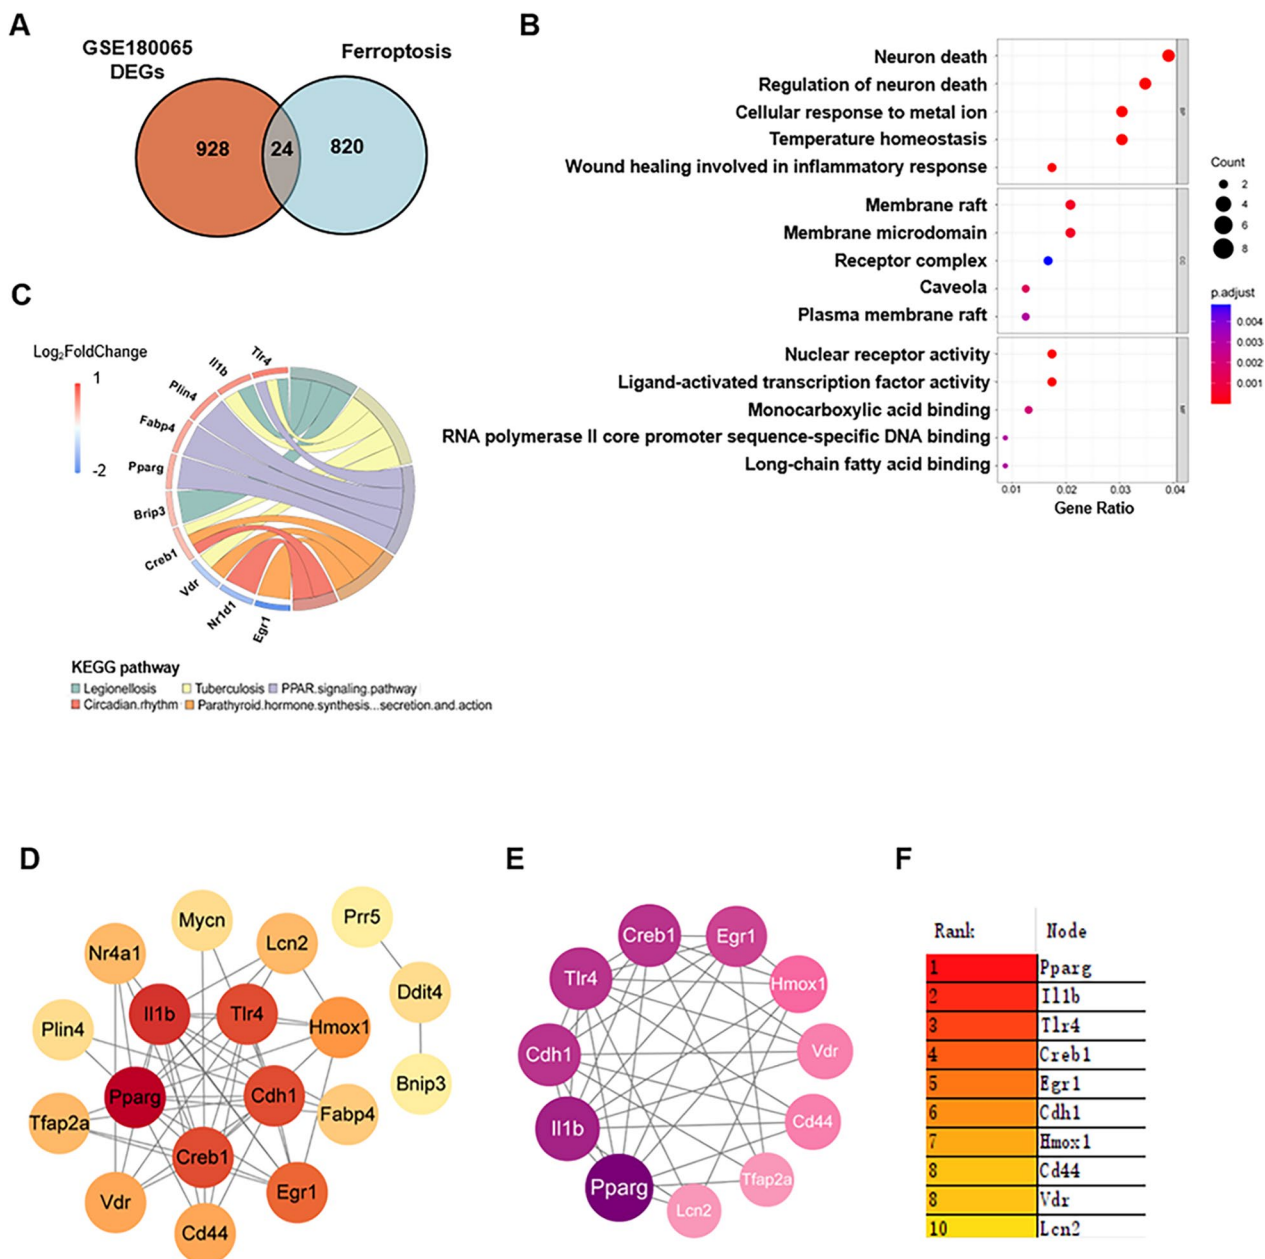 A
GSE180065
DEGs
Ferroptosis
928
24
820
B
Neuron death
Regulation of neuron death
Cellular response to metal ion
Temperature homeostasis
Wound healing involved in inflammatory response
BP
Membrane raft
Membrane microdomain
Receptor complex
Caveola
Plasma membrane raft
CC
Nuclear receptor activity
Ligand-activated transcription factor activity
Monocarboxylic acid binding
RNA polymerase II core promoter sequence-specific DNA binding
Long-chain fatty acid binding
MF
0.01 0.02 0.03 0.04
Gene Ratio
Count
2
4
6
8
p.adjust
0.004
0.003
0.002
0.001
C
Log2FoldChange
1
-2
Tlr4
Il1b
Plin4
Fabp4
Pparg
Brip3
Creb1
Vdr
Nr1d1
Egr1
KEGG pathway
Legionellosis Tuberculosis PPAR.signaling.pathway
Circadian.rhythm Parathyroid.hormone.synthesis...secretion.and.action
D
Mycn
Prr5
Nr4a1
Lcn2
Ddit4
Il1b
Tlr4
Hmox1
Plin4
Bnip3
Pparg
Cdh1
Fabp4
Tfap2a
Creb1
Egr1
Vdr
Cd44
E
Creb1
Egr1
Tlr4
Hmox1
Cdh1
Vdr
Il1b
Cd44
Pparg
Tfap2a
Lcn2
F
Rank Node
1 Pparg
2 Il1b
3 Tlr4
4 Creb1
5 Egr1
6 Cdh1
7 Hmox1
8 Cd44
8 Vdr
10 Lcn2